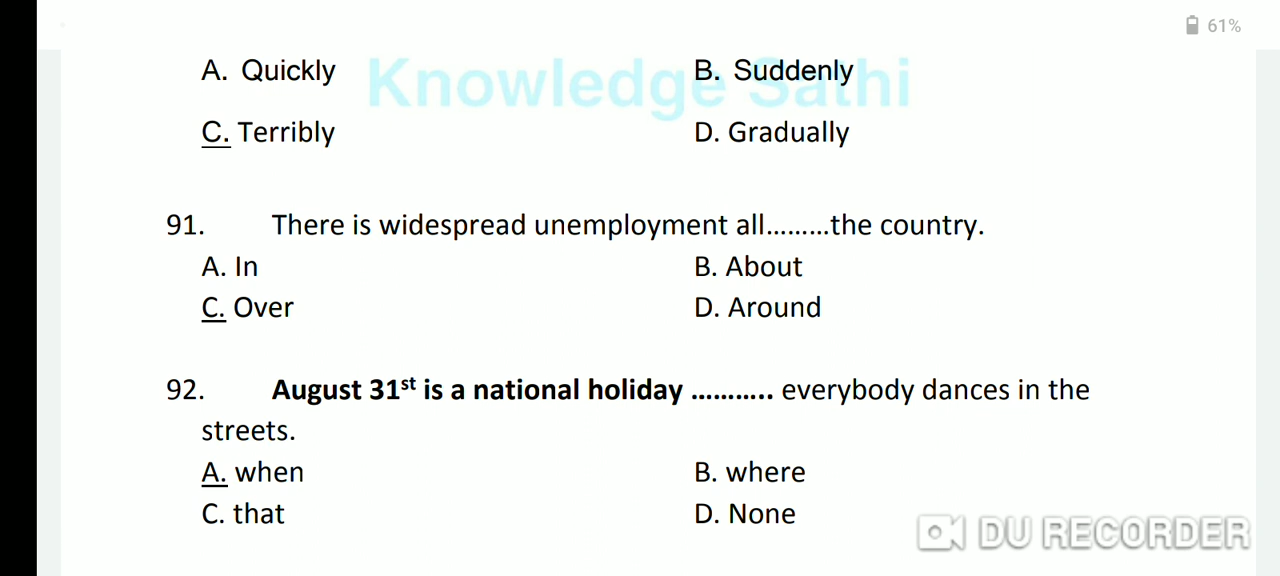 61%
Knowledge Sathi
A. Quickly B. Suddenly
C. Terribly D. Gradually
91. There is widespread unemployment all.........the country.
A. In B. About
C. Over D. Around
92. August 31st is a national holiday ........... everybody dances in the
streets.
A. when B. where
C. that D. None
DU RECORDER